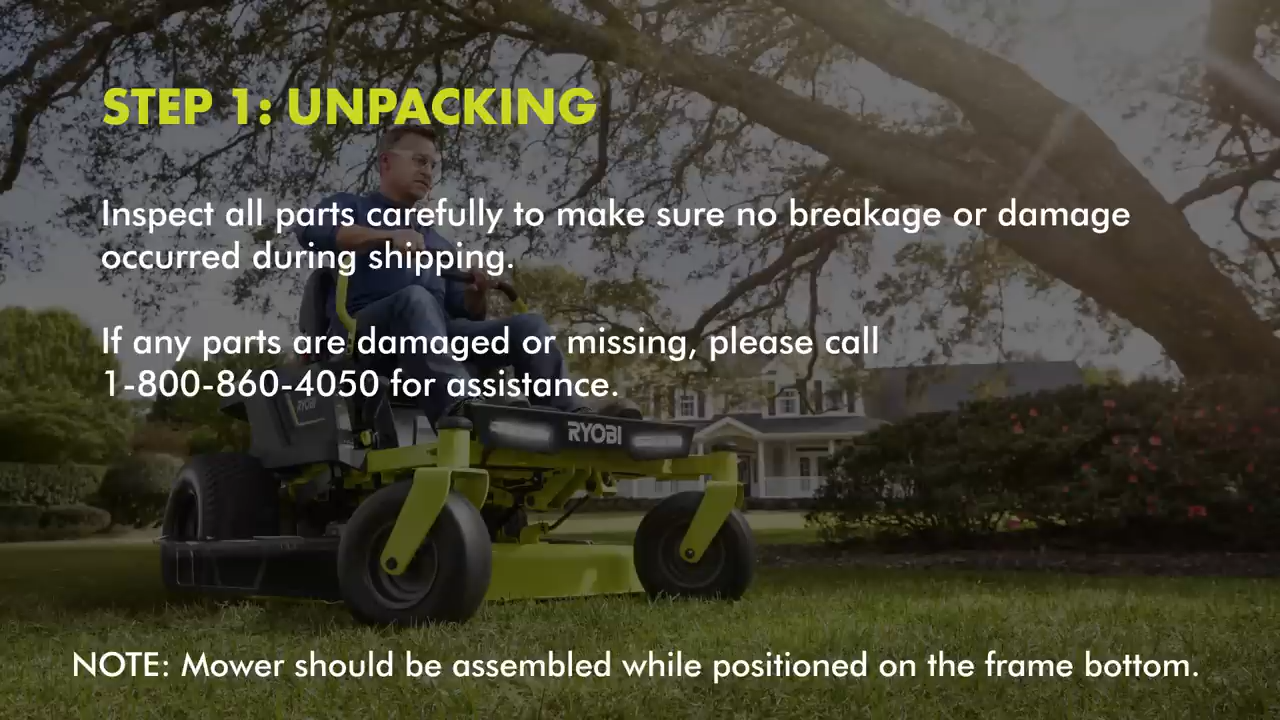 STEP 1: UNPACKING
Inspect all parts carefully to make sure no breakage or damage
occurred during shipping.
If any parts are damaged or missing, please call
1-800-860-4050 for assistance.
RYOBI
RYOBI
NOTE: Mower should be assembled while positioned on the frame bottom.